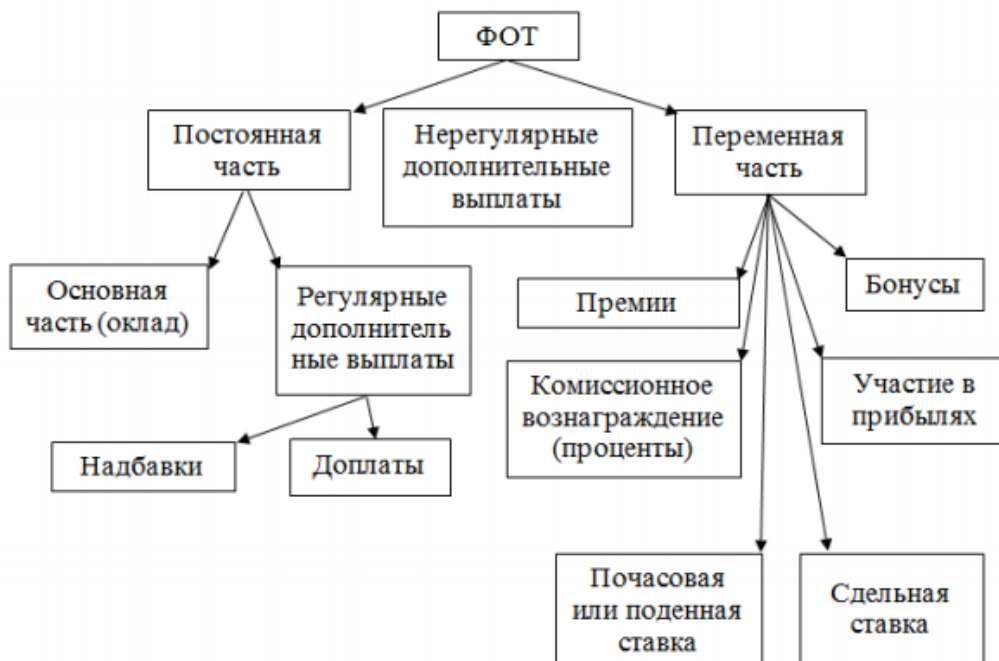 ФОТ
Постоянная
часть
Нерегулярные
дополнительные
выплаты
Переменная
часть
Основная
часть (оклад)
Регулярные
дополнитель
ные выплаты
Премии
Бонусы
Комиссионное
вознаграждение
(проценты)
Участие в
прибылях
Надбавки
Доплаты
Почасовая
или поденная
ставка
Сдельная
ставка